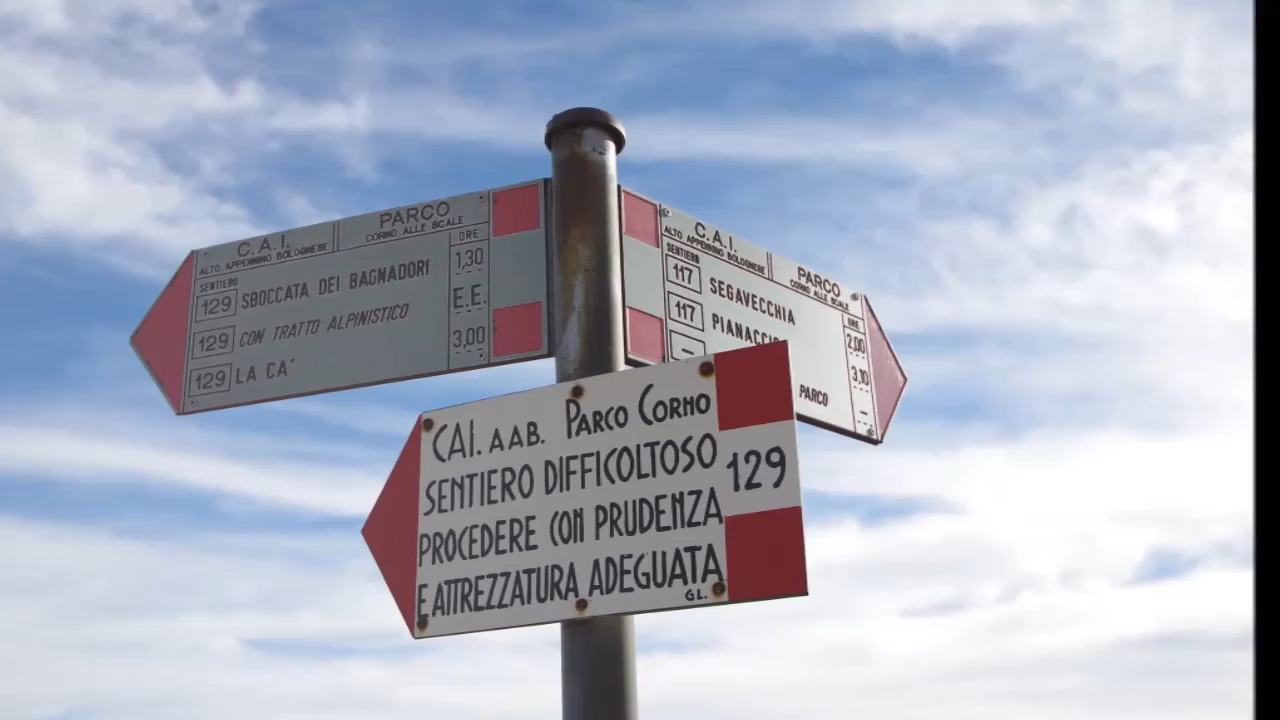 C.A.I.
ALTO APPENNINO BOLOGNESE
PARCO
CORNO ALLE SCALE
SENTIERO
ORE
129 SBOCCATA DEI BAGNADORI 1,30
129 CON TRATTO ALPINISTICO E.E.
129 LA CA' 3,00
C.A.I.
ALTO APPENNINO BOLOGNESE
PARCO
CORNO ALLE SCALE
SENTIERO
ORE
117 SEGAVECCHIA 2,00
117 3,10
– PARCO –
CAI. AAB. PARCO CORNO
SENTIERO DIFFICOLTOSO
PROCEDERE CON PRUDENZA
E ATTREZZATURA ADEGUATA
GL.
129